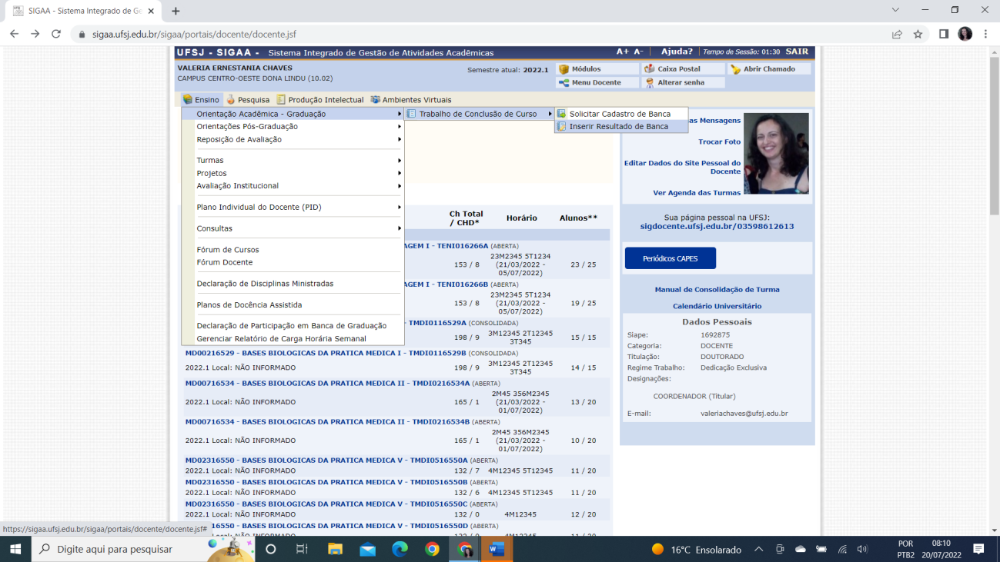 SIGAA - Sistema Integrado de Ge
sigaa.ufsj.edu.br/sigaa/portais/docente/docente.jsf
UFSJ - SIGAA - Sistema Integrado de Gestão de Atividades Acadêmicas
A+ A- Ajuda? Tempo de Sessão: 01:30 SAIR
VALERIA ERNESTANIA CHAVES
CAMPUS CENTRO-OESTE DONA LINDU (10.02)
Semestre atual: 2022.1
Módulos
Caixa Postal
Abrir Chamado
Menu Docente
Alterar senha
Ensino Pesquisa Produção Intelectual Ambientes Virtuais
Orientação Acadêmica - Graduação
Orientações Pós-Graduação
Reposição de Avaliação
Turmas
Projetos
Avaliação Institucional
Plano Individual do Docente (PID)
Consultas
Fórum de Cursos
Fórum Docente
Declaração de Disciplinas Ministradas
Planos de Docência Assistida
Declaração de Participação em Banca de Graduação
Gerenciar Relatório de Carga Horária Semanal
Trabalho de Conclusão de Curso
Solicitar Cadastro de Banca
Inserir Resultado de Banca
as Mensagens
Trocar Foto
Editar Dados do Site Pessoal do
Docente
Ver Agenda das Turmas
Ch Total
/ CHD* Horário Alunos**
AGEM I - TENI016266A (ABERTA)
23M2345 5T1234
153 / 8 (21/03/2022 - 23 / 25
05/07/2022)
AGEM I - TENI016266B (ABERTA)
23M2345 5T1234
153 / 8 (21/03/2022 - 19 / 25
05/07/2022)
- TMDI0116529A (CONSOLIDADA)
198 / 9 3M12345 2T12345 15 / 15
3T345
MD00216529 - BASES BIOLOGICAS DA PRATICA MEDICA I - TMDI0116529B (CONSOLIDADA)
2022.1 Local: NÃO INFORMADO 198 / 9 3M12345 2T12345 14 / 15
3T345
MD00716534 - BASES BIOLOGICAS DA PRATICA MEDICA II - TMDI0216534A (ABERTA)
2M45 356M2345
2022.1 Local: NÃO INFORMADO 165 / 1 (21/03/2022 - 13 / 20
01/07/2022)
MD00716534 - BASES BIOLOGICAS DA PRATICA MEDICA II - TMDI0216534B (ABERTA)
2M45 356M2345
2022.1 Local: NÃO INFORMADO 165 / 1 (21/03/2022 - 10 / 20
01/07/2022)
MD02316550 - BASES BIOLOGICAS DA PRATICA MEDICA V - TMDI0516550A (ABERTA)
2022.1 Local: NÃO INFORMADO 132 / 7 4M12345 5T12345 11 / 20
MD02316550 - BASES BIOLOGICAS DA PRATICA MEDICA V - TMDI0516550B (ABERTA)
2022.1 Local: NÃO INFORMADO 132 / 6 4M12345 5T12345 11 / 20
MD02316550 - BASES BIOLOGICAS DA PRATICA MEDICA V - TMDI0516550C (ABERTA)
2022.1 Local: NÃO INFORMADO 132 / 0 4M12345 12 / 20
16550 - BASES BIOLOGICAS DA PRATICA MEDICA V - TMDI0516550D (ABERTA)
Sua página pessoal na UFSJ:
sigdocente.ufsj.edu.br/03598612613
Periódicos CAPES
Manual de Consolidação de Turma
Calendário Universitário
Dados Pessoais
Siape: 1692875
Categoria: DOCENTE
Titulação: DOUTORADO
Regime Trabalho: Dedicação Exclusiva
Designações:
COORDENADOR (Titular)
E-mail: valeriachaves@ufsj.edu.br
https://sigaa.ufsj.edu.br/sigaa/portais/docente/docente.jsf#
Digite aqui para pesquisar
16°C Ensolarado
POR
PTB2
08:10
20/07/2022